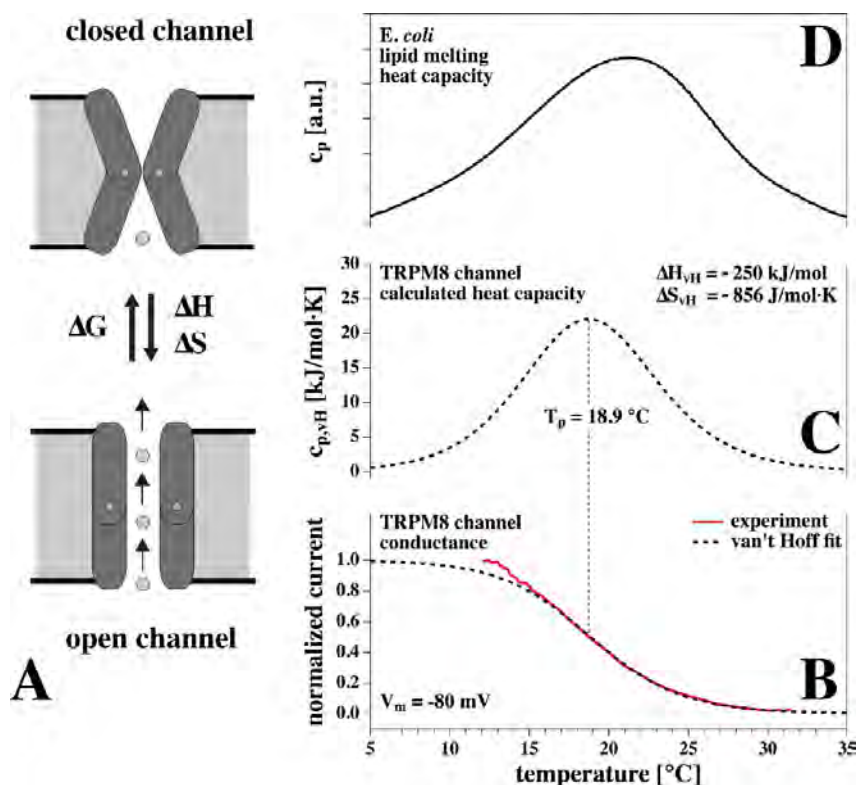 closed channel
ΔG
ΔH
ΔS
open channel
A
E. coli
lipid melting
heat capacity
D
c_p [a.u.]
TRPM8 channel
calculated heat capacity
ΔH_vH = - 250 kJ/mol
ΔS_vH = - 856 J/mol·K
30
25
20
15
10
5
0
c_p,vH [kJ/mol·K]
T_p = 18.9 °C
C
TRPM8 channel
conductance
experiment
van't Hoff fit
1.0
0.8
0.6
0.4
0.2
0.0
normalized current
V_m = -80 mV
B
5 10 15 20 25 30 35
temperature [°C]